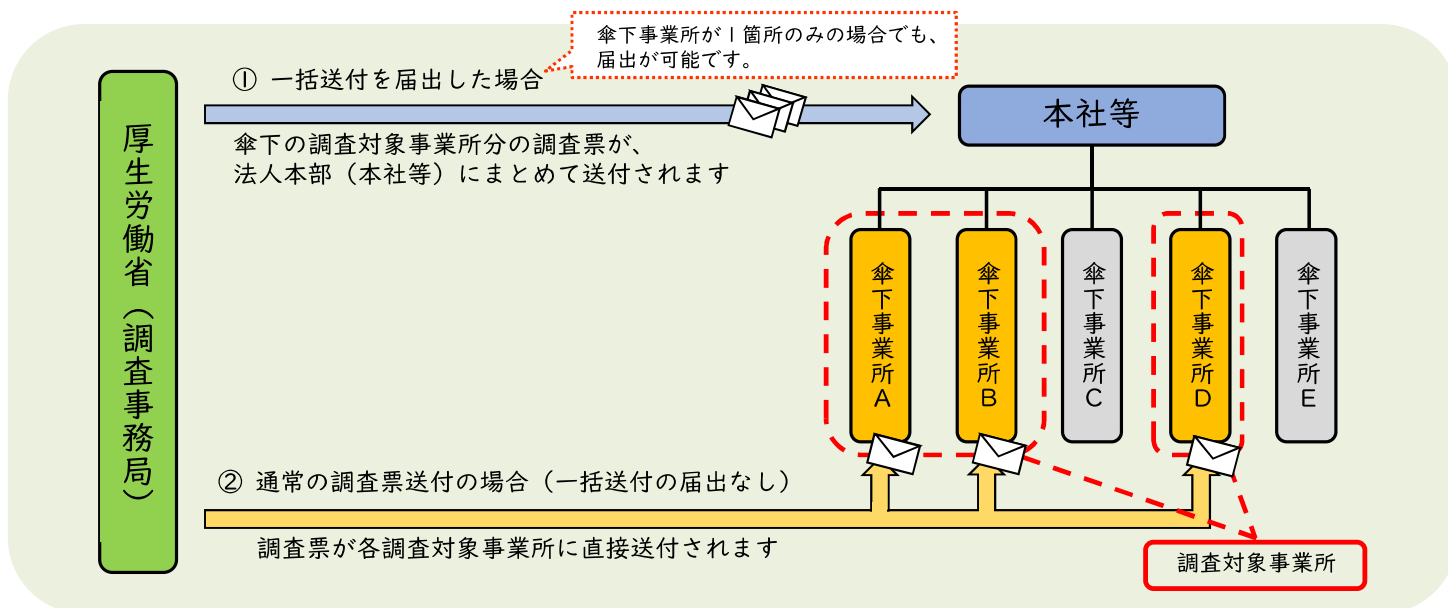 傘下事業所が1箇所のみの場合でも、
届出が可能です。
① 一括送付を届出した場合
傘下の調査対象事業所分の調査票が、
法人本部（本社等）にまとめて送付されます
厚生労働省（調査事務局）
本社等
傘下事業所A
傘下事業所B
傘下事業所C
傘下事業所D
傘下事業所E
② 通常の調査票送付の場合（一括送付の届出なし）
調査票が各調査対象事業所に直接送付されます
調査対象事業所